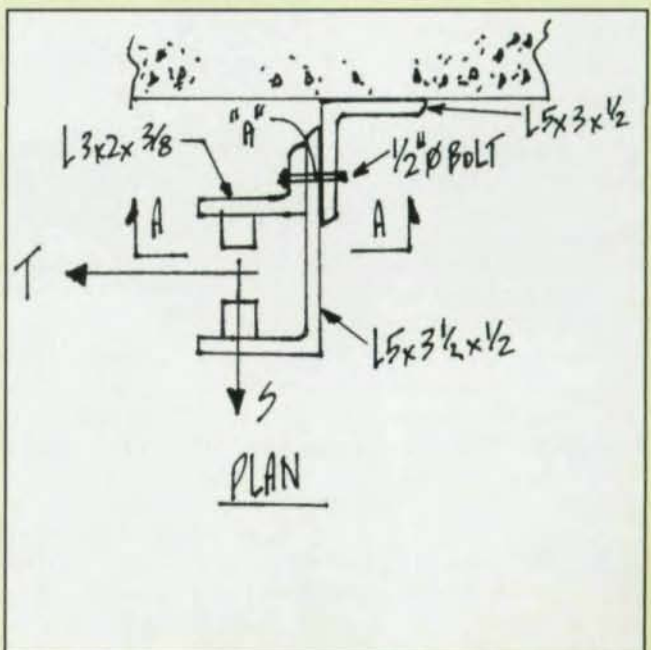 "A"
L5x3x1/2
L3x2x3/8
1/2"Ø BOLT
A A
T
L5x3 1/2x1/2
S
PLAN